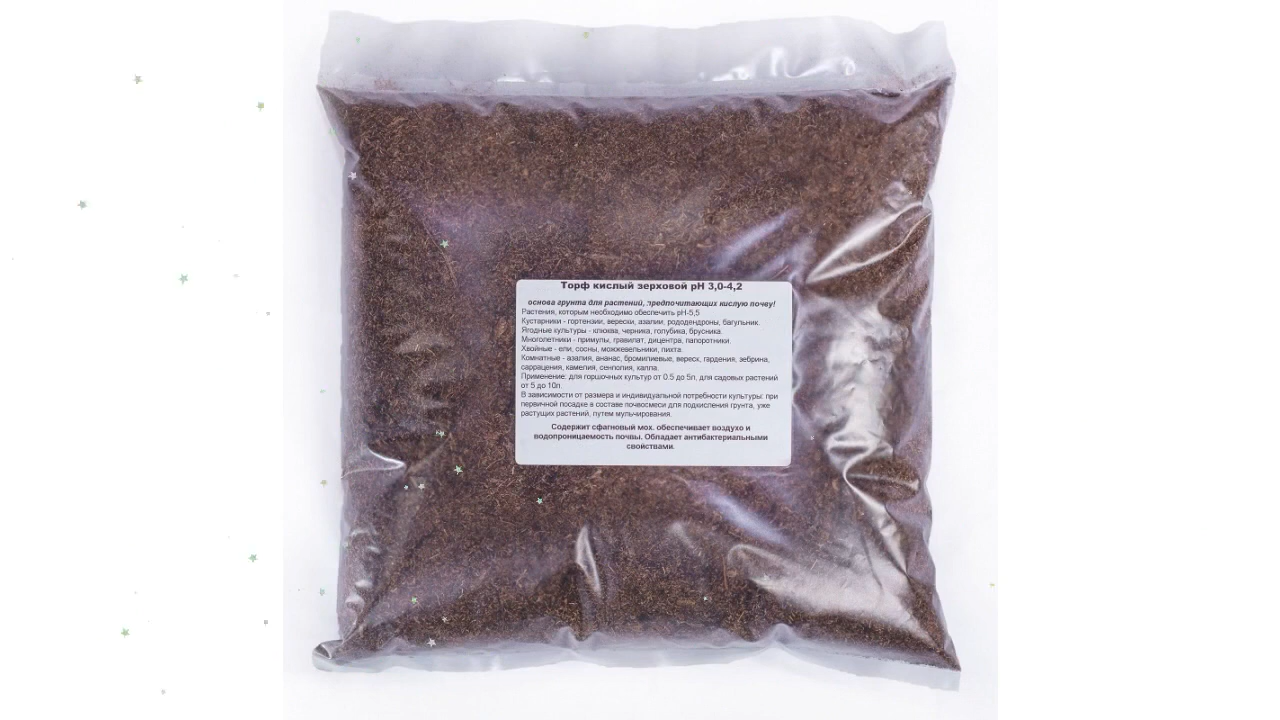 Торф кислый зерховой рН 3,0-4,2
основа грунта для растений, предпочитающих кислую почву!
Растения, которым необходимо обеспечить рН-5,5
Кустарники - гортензии, верески, азалии, рододендроны, багульник.
Ягодные культуры - клюква, черника, голубика, брусника.
Многолетники - примулы, гравилат, дицентра, папоротники.
Хвойные - ели, сосны, можжевельники, пихта.
Комнатные - азалия, ананас, бромилиевые, вереск, гардения, зебрина,
саррацения, камелия, сенполия, калла.
Применение: для горшочных культур от 0.5 до 5л, для садовых растений
от 5 до 10л.
В зависимости от размера и индивидуальной потребности культуры: при
первичной посадке в составе почвосмеси для подкисления грунта, уже
растущих растений, путем мульчирования.
Содержит сфагновый мох. обеспечивает воздухо и
водопроницаемость почвы. Обладает антибактериальными
свойствами.